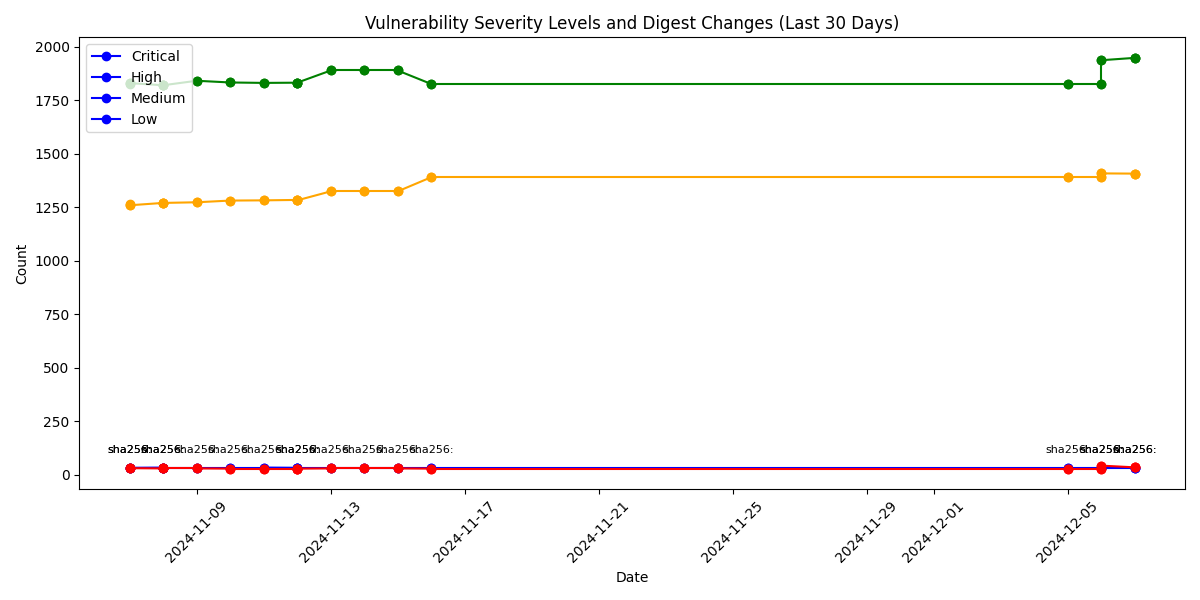 Vulnerability Severity Levels and Digest Changes (Last 30 Days)
Critical
High
Medium
Low
Count
2000
1750
1500
1250
1000
750
500
250
0
sha256: sha256: sha256: sha256: sha256: sha256: sha256: sha256: sha256: sha256: sha256: sha256: sha256:
2024-11-09
2024-11-13
2024-11-17
2024-11-21
2024-11-25
2024-11-29
2024-12-01
2024-12-05
Date